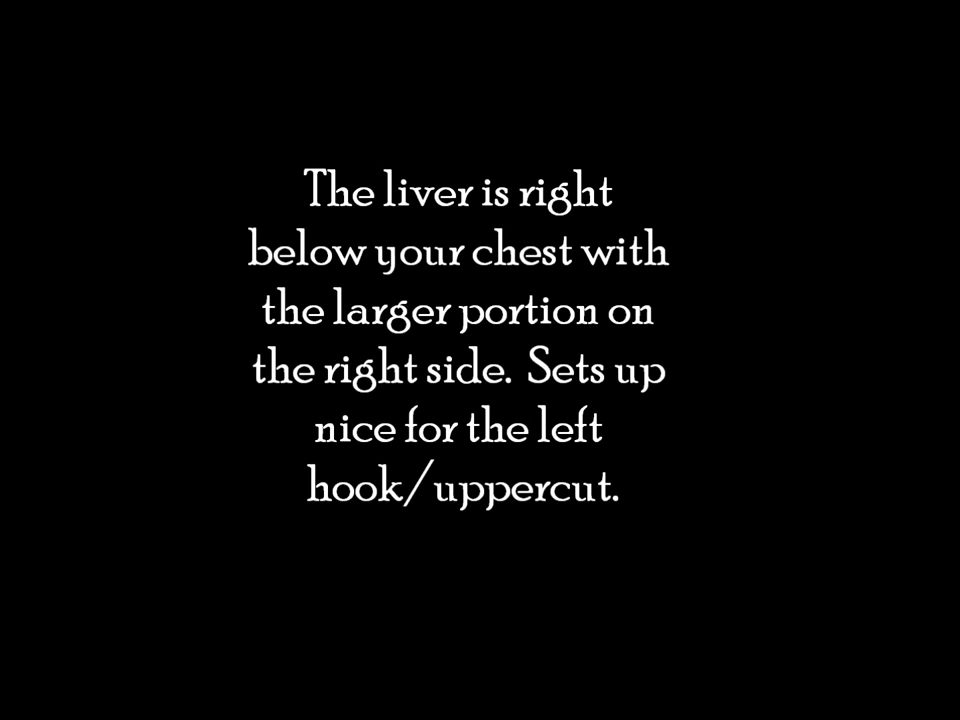 The liver is right
below your chest with
the larger portion on
the right side. Sets up
nice for the left
hook/uppercut.